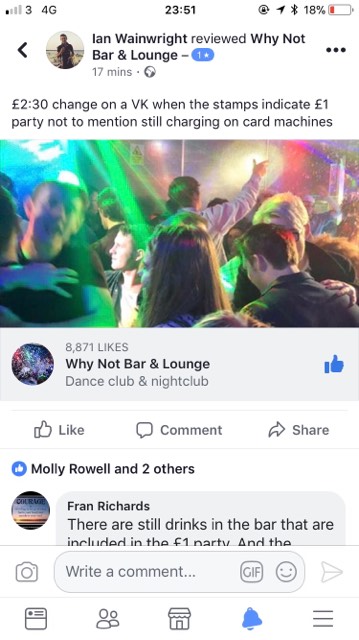 3 4G 23:51 18%
Ian Wainwright reviewed Why Not
Bar & Lounge – 1★
17 mins ·
£2:30 change on a VK when the stamps indicate £1
party not to mention still charging on card machines
8,871 LIKES
Why Not Bar & Lounge
Dance club & nightclub
Like Comment Share
Molly Rowell and 2 others
Fran Richards
There are still drinks in the bar that are
included in the £1 party. And the
Write a comment... GIF